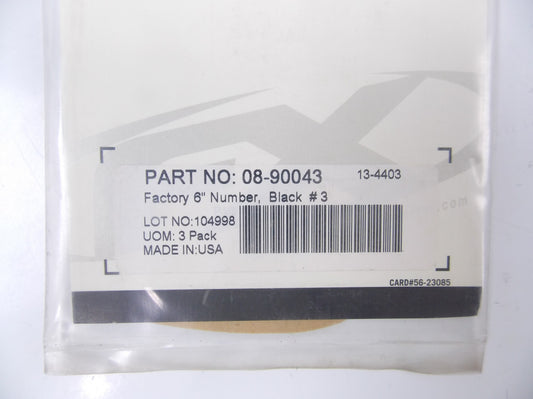 PART NO: 08-90043 13-4403
Factory 6" Number, Black # 3
LOT NO:104998
UOM: 3 Pack
MADE IN:USA
.com
CARD#56-23085